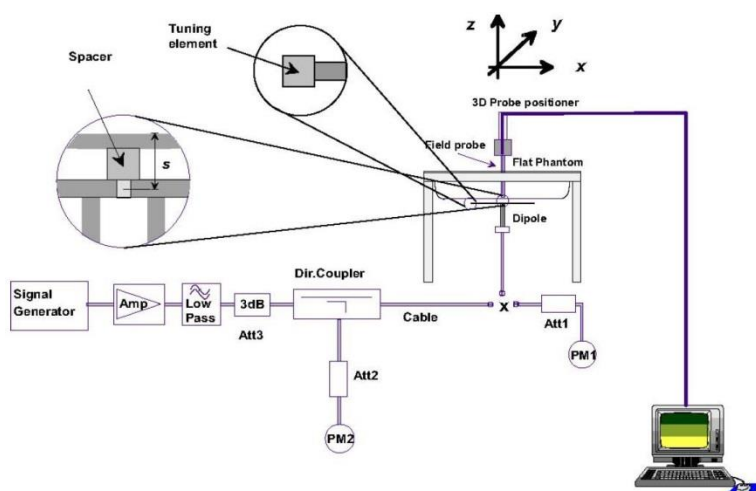 Tuning
element
Spacer
s
z
y
x
3D Probe positioner
Field probe
Flat Phantom
Dipole
Signal
Generator
Amp
Low
Pass
3dB
Att3
Dir.Coupler
Cable
x
Att1
PM1
Att2
PM2